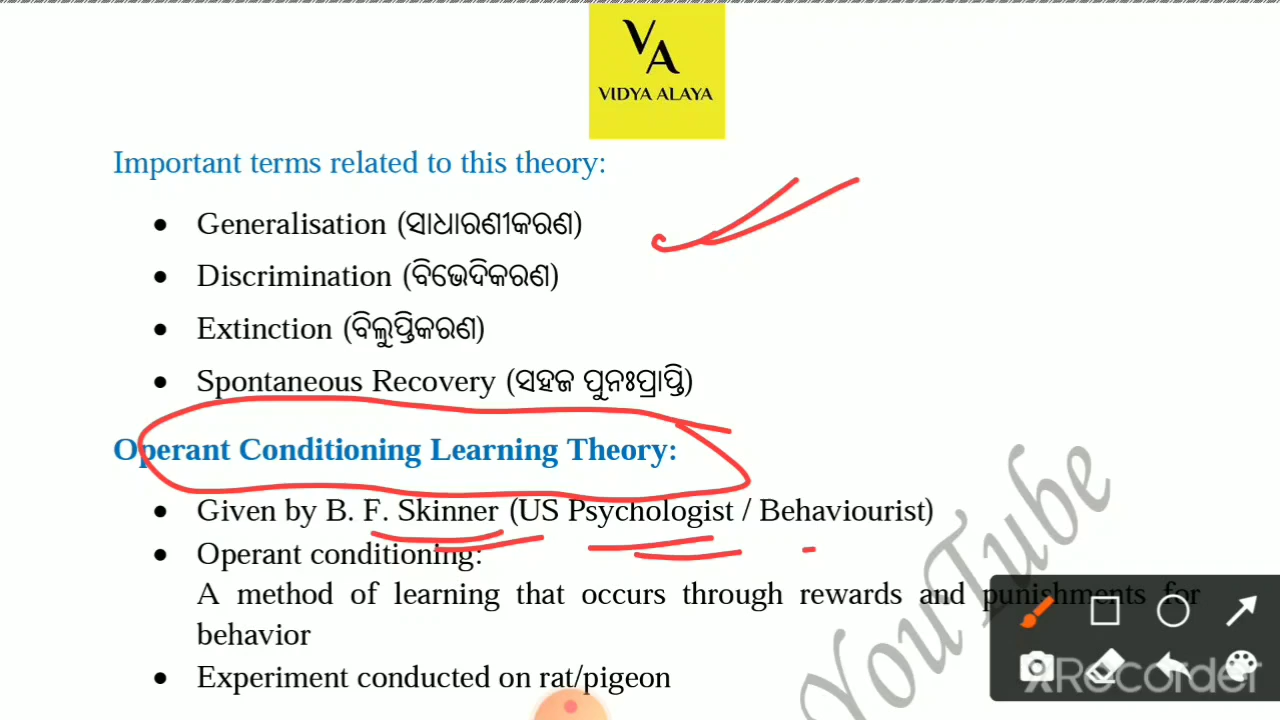 VA
VIDYA ALAYA
Important terms related to this theory:
• Generalisation (ସାଧାରଣୀକରଣ)
• Discrimination (ବିଭେଦିକରଣ)
• Extinction (ବିଲୁପ୍ତିକରଣ)
• Spontaneous Recovery (ସହଜ ପୁନଃପ୍ରାପ୍ତି)
Operant Conditioning Learning Theory:
• Given by B. F. Skinner (US Psychologist / Behaviourist)
• Operant conditioning:
A method of learning that occurs through rewards and punishments for
behavior
• Experiment conducted on rat/pigeon
YouTube
XRecorder